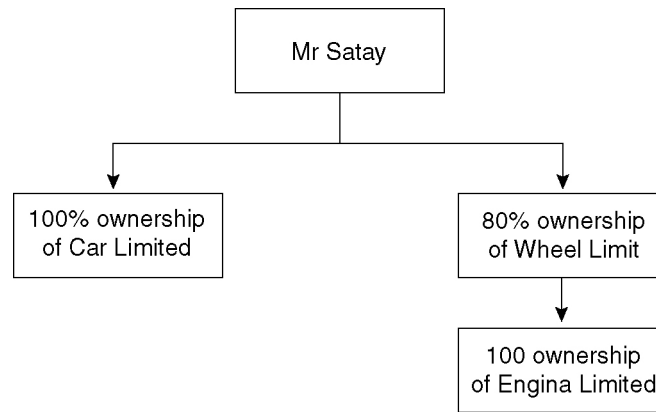 Mr Satay
100% ownership
of Car Limited
80% ownership
of Wheel Limit
100 ownership
of Engina Limited